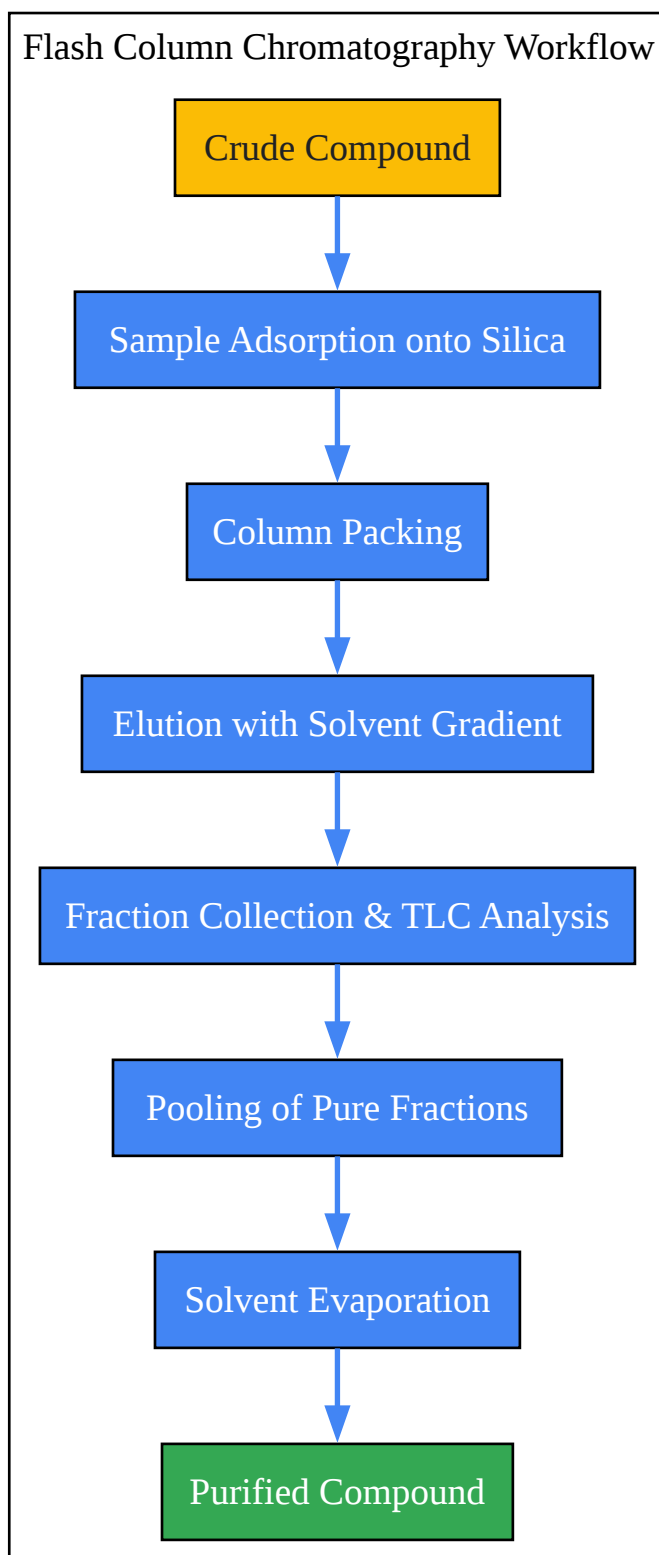 Flash Column Chromatography Workflow
Crude Compound
Sample Adsorption onto Silica
Column Packing
Elution with Solvent Gradient
Fraction Collection & TLC Analysis
Pooling of Pure Fractions
Solvent Evaporation
Purified Compound